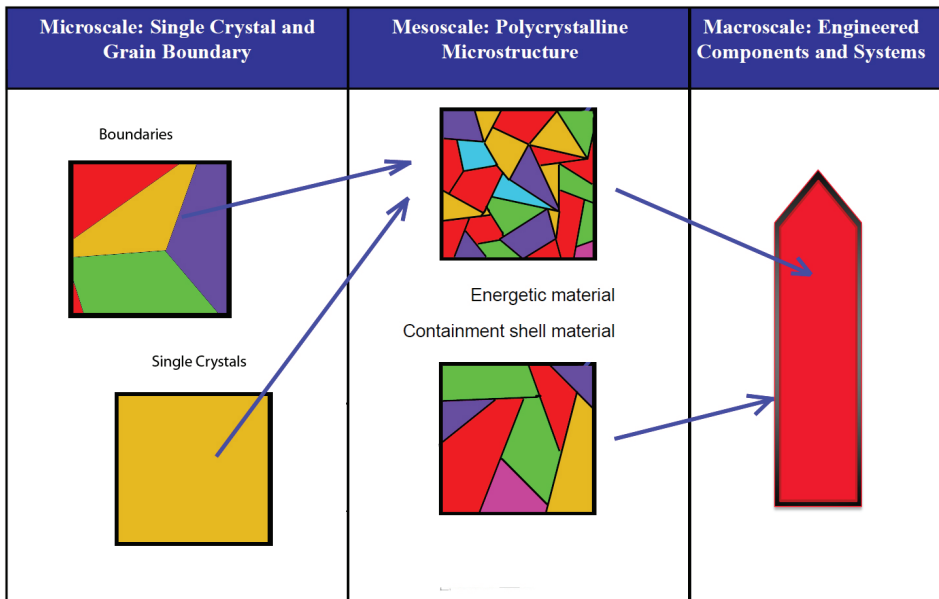 Microscale: Single Crystal and
Grain Boundary
Mesoscale: Polycrystalline
Microstructure
Macroscale: Engineered
Components and Systems
Boundaries
Single Crystals
Energetic material
Containment shell material